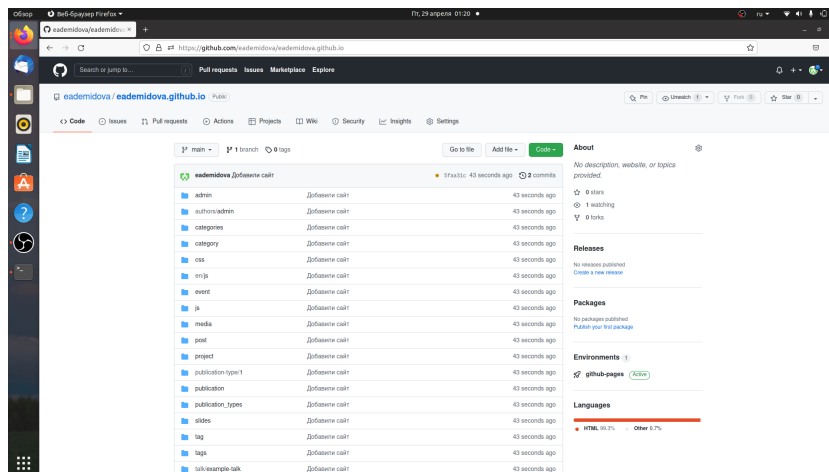 Обзор Веб-браузер Firefox Пт, 29 апреля 01:20 ru
eademidova/eademidova
https://github.com/eademidova/eademidova.github.io
Search or jump to... / Pull requests Issues Marketplace Explore
eademidova / eademidova.github.io Public Pin Unwatch 1 Fork 0 Star 0
Code Issues Pull requests Actions Projects Wiki Security Insights Settings
main 1 branch 0 tags Go to file Add file Code
eademidova Добавили сайт 43 seconds ago 2 commits
admin Добавили сайт 43 seconds ago
authors/admin Добавили сайт 43 seconds ago
categories Добавили сайт 43 seconds ago
category Добавили сайт 43 seconds ago
css Добавили сайт 43 seconds ago
en/js Добавили сайт 43 seconds ago
event Добавили сайт 43 seconds ago
js Добавили сайт 43 seconds ago
media Добавили сайт 43 seconds ago
post Добавили сайт 43 seconds ago
project Добавили сайт 43 seconds ago
publication-type/1 Добавили сайт 43 seconds ago
publication Добавили сайт 43 seconds ago
publication_types Добавили сайт 43 seconds ago
slides Добавили сайт 43 seconds ago
tag Добавили сайт 43 seconds ago
tags Добавили сайт 43 seconds ago
talk/example-talk Добавили сайт 43 seconds ago
About
No description, website, or topics
provided.
0 stars
1 watching
0 forks
Releases
No releases published
Create a new release
Packages
No packages published
Publish your first package
Environments 1
github-pages Active
Languages
HTML 99.3% Other 0.7%